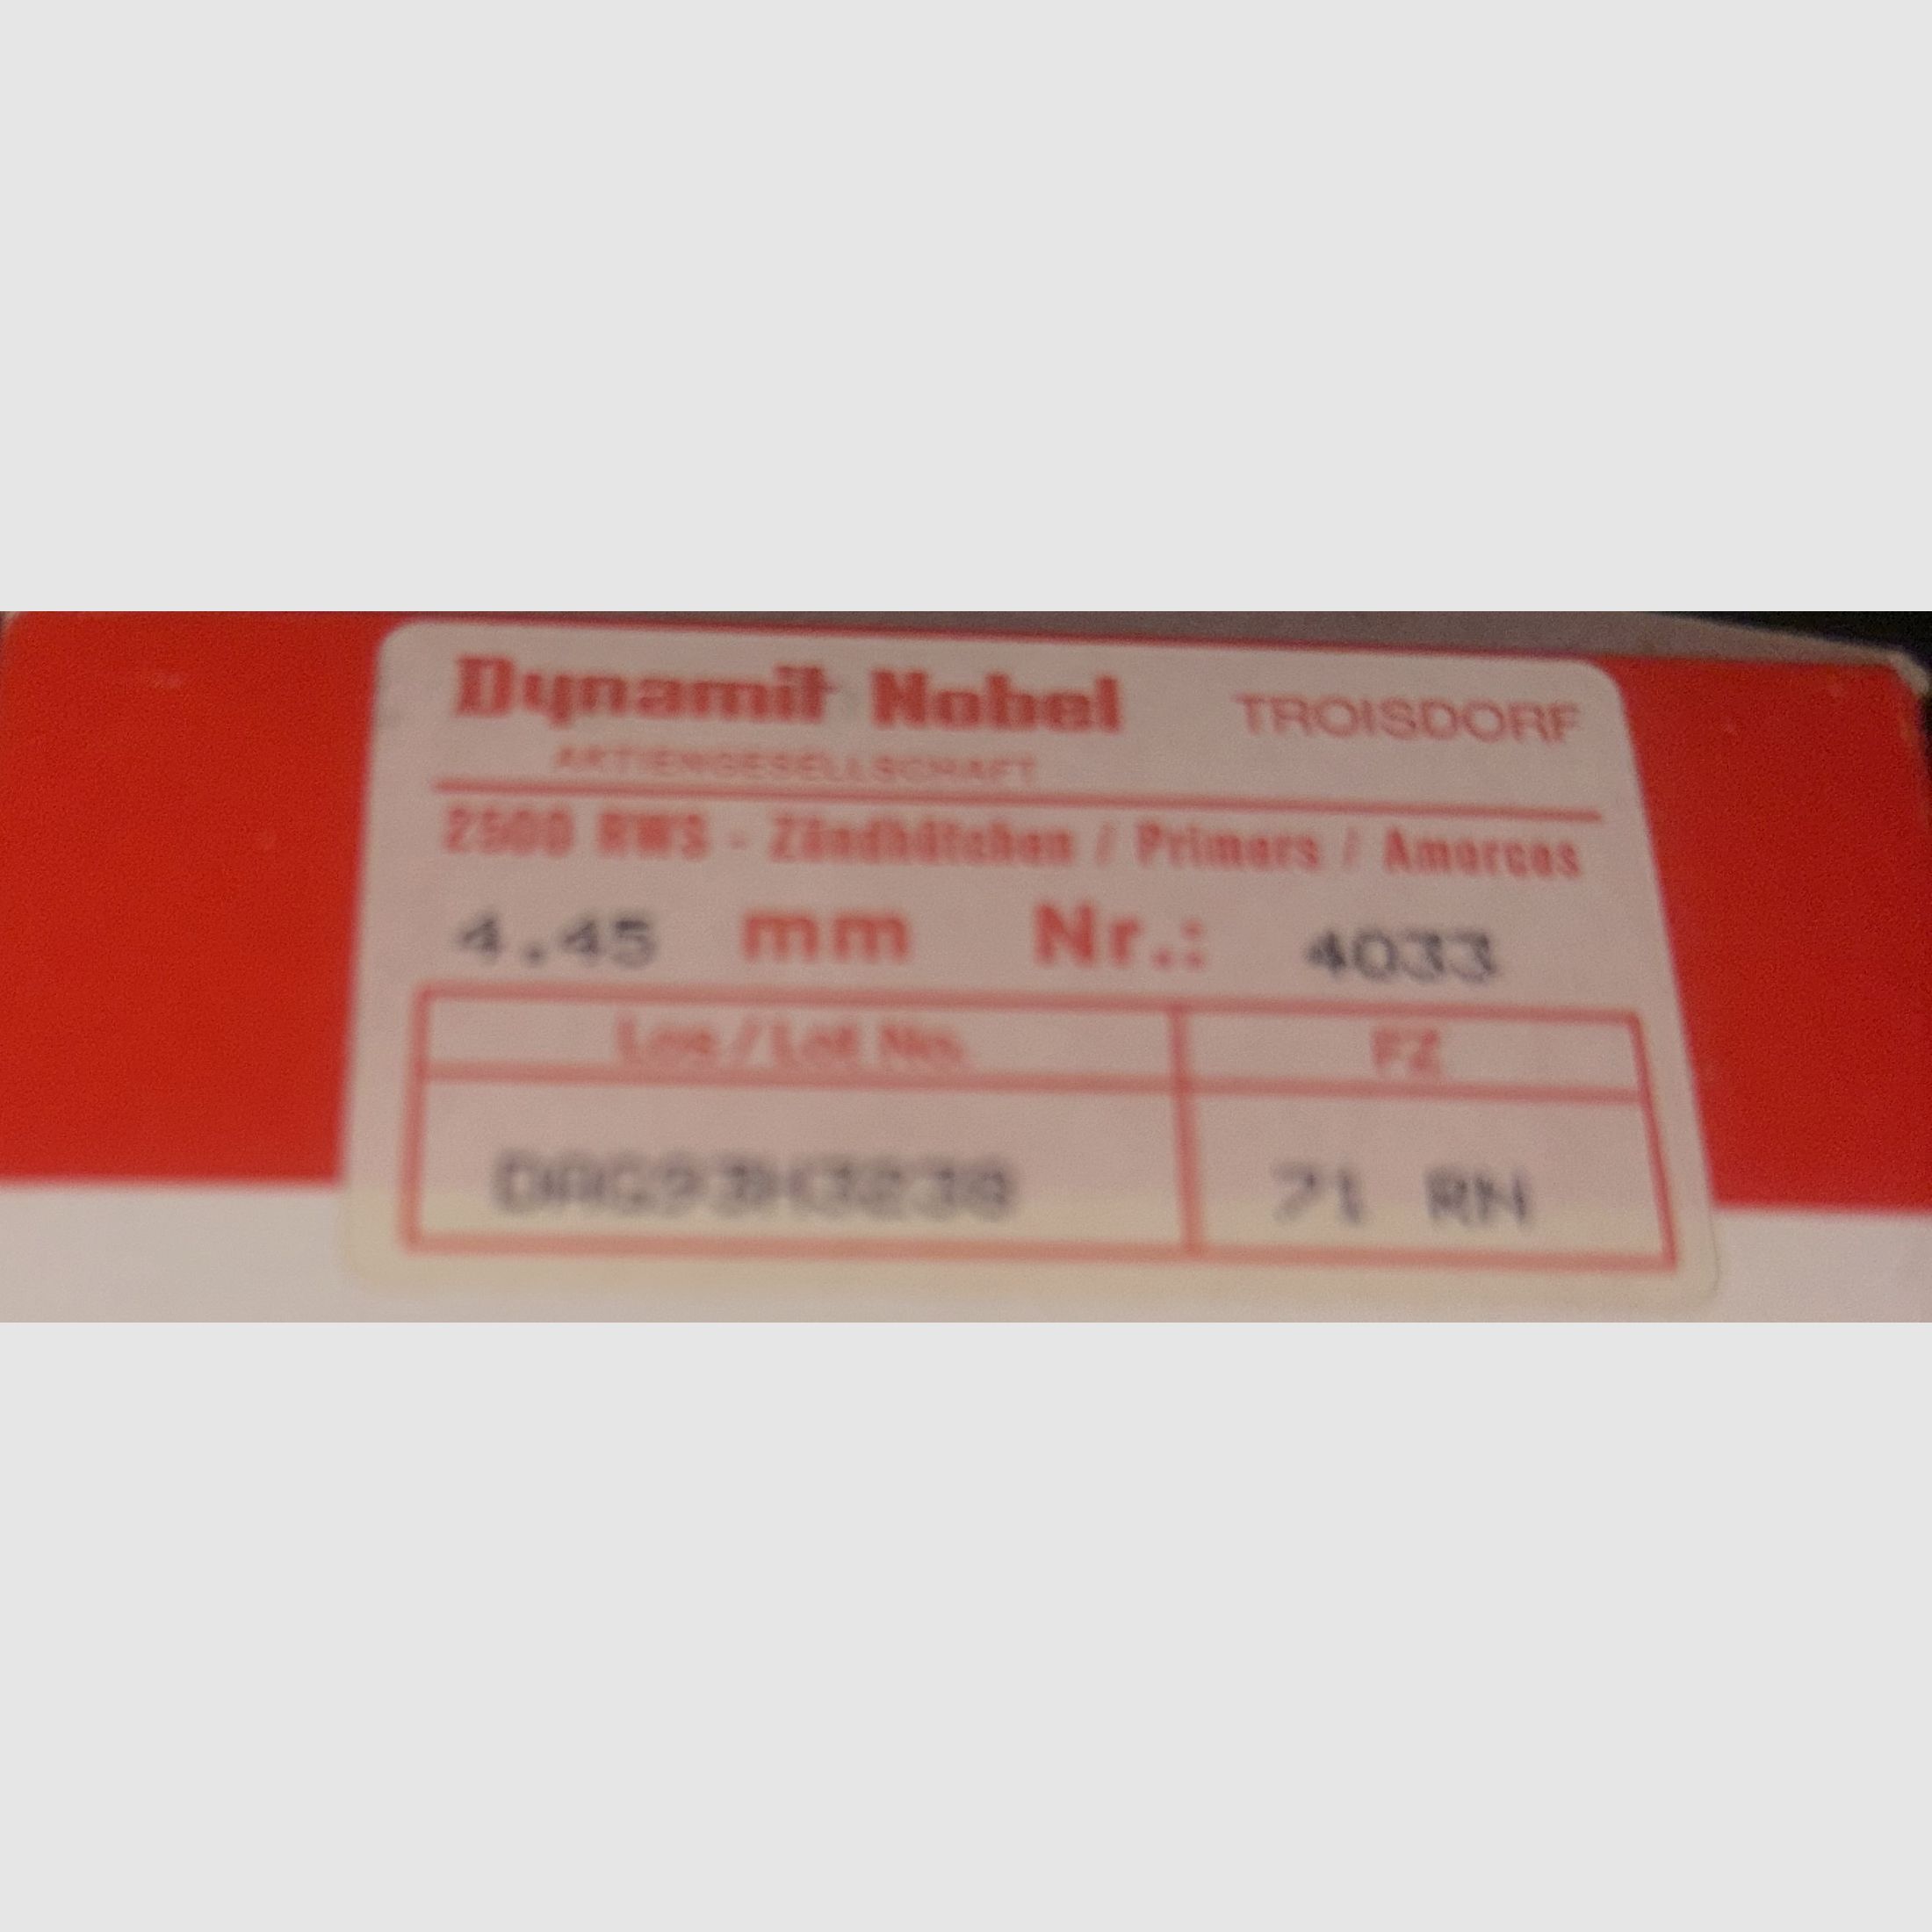 Dynamit Nobel TROISDORF
AKTIENGESELLSCHAFT
2500 RWS - Zündhütchen / Primers / Amorces
4.45 mm Nr.: 4033
Los/Lot No. FZ
71 RN